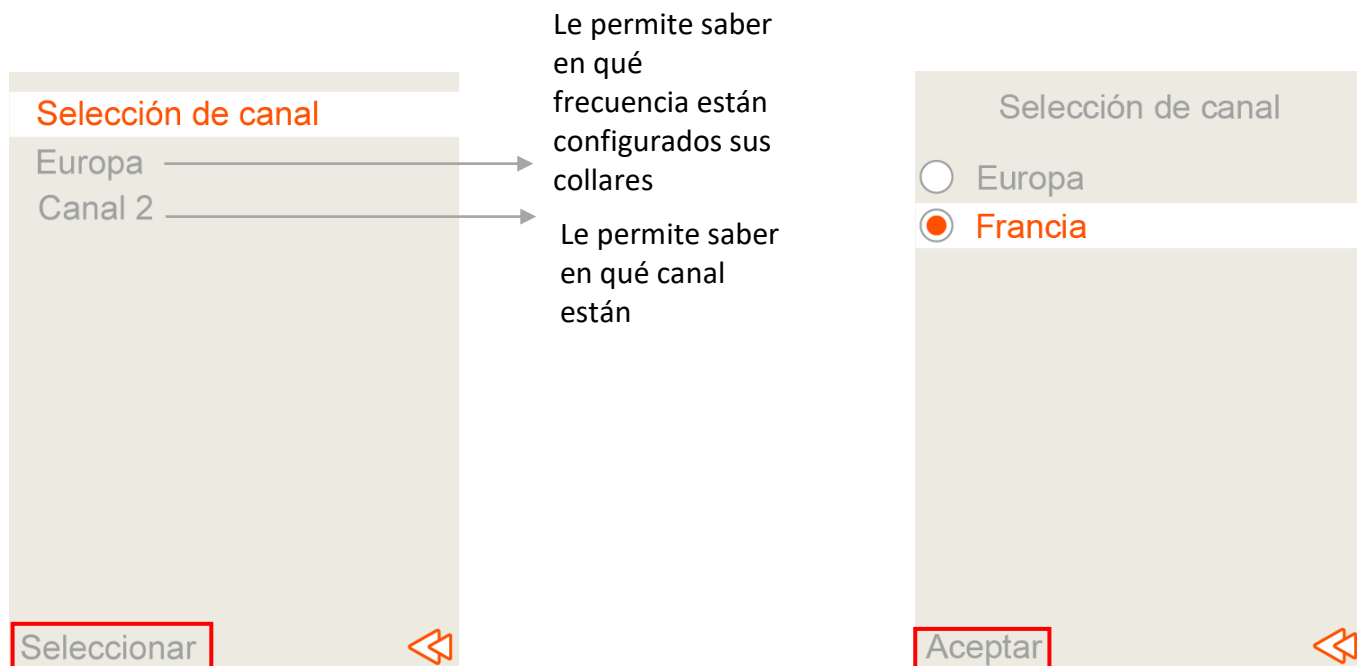 Selección de canal
Europa
Canal 2
Seleccionar
Le permite saber
en qué
frecuencia están
configurados sus
collares
Le permite saber
en qué canal
están
Selección de canal
Europa
Francia
Aceptar